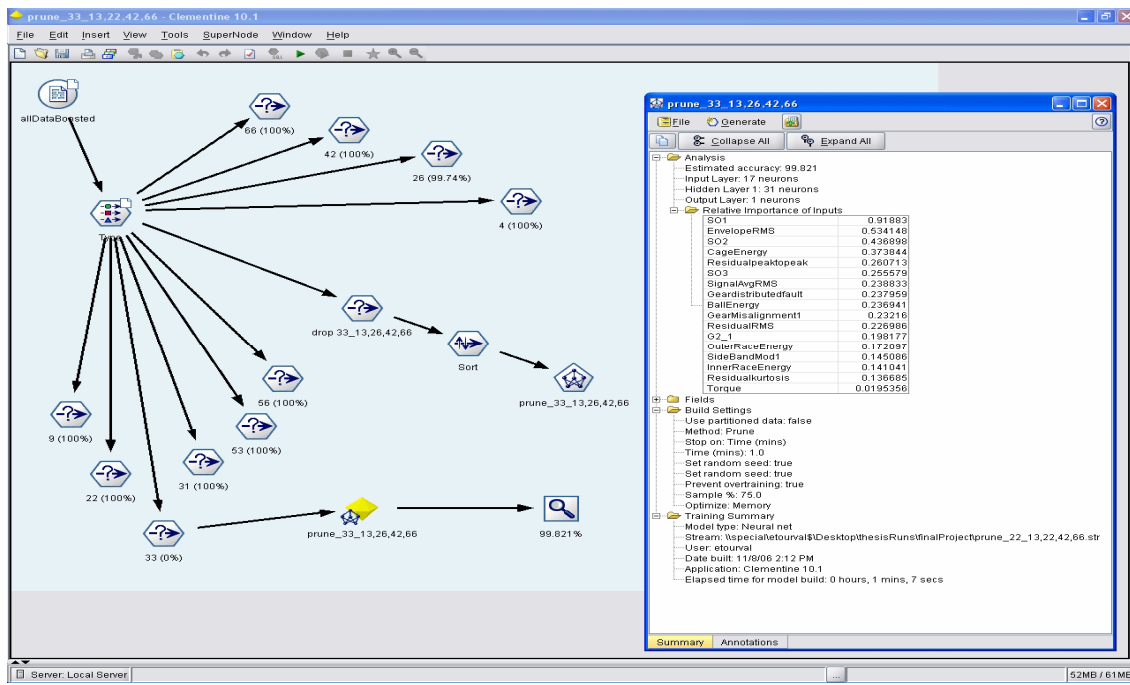 prune_33_13,22,42,66 - Clementine 10.1
File Edit Insert View Tools SuperNode Window Help
allDataBoosted
66 (100%)
42 (100%)
26 (99.74%)
4 (100%)
Type
drop 33_13,26,42,66
Sort
prune_33_13,26,42,66
56 (100%)
9 (100%)
53 (100%)
31 (100%)
22 (100%)
33 (0%)
prune_33_13,26,42,66
99.821%
prune_33_13,26,42,66
File Generate
Collapse All Expand All
Analysis
Estimated accuracy: 99.821
Input Layer: 17 neurons
Hidden Layer 1: 31 neurons
Output Layer: 1 neurons
Relative Importance of Inputs
SO1 0.91883
EnvelopeRMS 0.534148
SO2 0.436898
CageEnergy 0.373844
Residualpeaktopeak 0.260713
SO3 0.255579
SignalAvgRMS 0.238833
Geardistributedfault 0.237959
BallEnergy 0.236941
GearMisalignment1 0.23216
ResidualRMS 0.226986
G2_1 0.198177
OuterRaceEnergy 0.172097
SideBandMod1 0.145086
InnerRaceEnergy 0.141041
Residualkurtosis 0.136685
Torque 0.0195356
Fields
Build Settings
Use partitioned data: false
Method: Prune
Stop on: Time (mins)
Time (mins): 1.0
Set random seed: true
Set random seed: true
Prevent overtraining: true
Sample %: 75.0
Optimize: Memory
Training Summary
Model type: Neural net
Stream: \\special\etourval$\Desktop\thesisRuns\finalProject\prune_22_13,22,42,66.str
User: etourval
Date built: 11/8/06 2:12 PM
Application: Clementine 10.1
Elapsed time for model build: 0 hours, 1 mins, 7 secs
Summary Annotations
Server: Local Server ... 52MB / 61MB